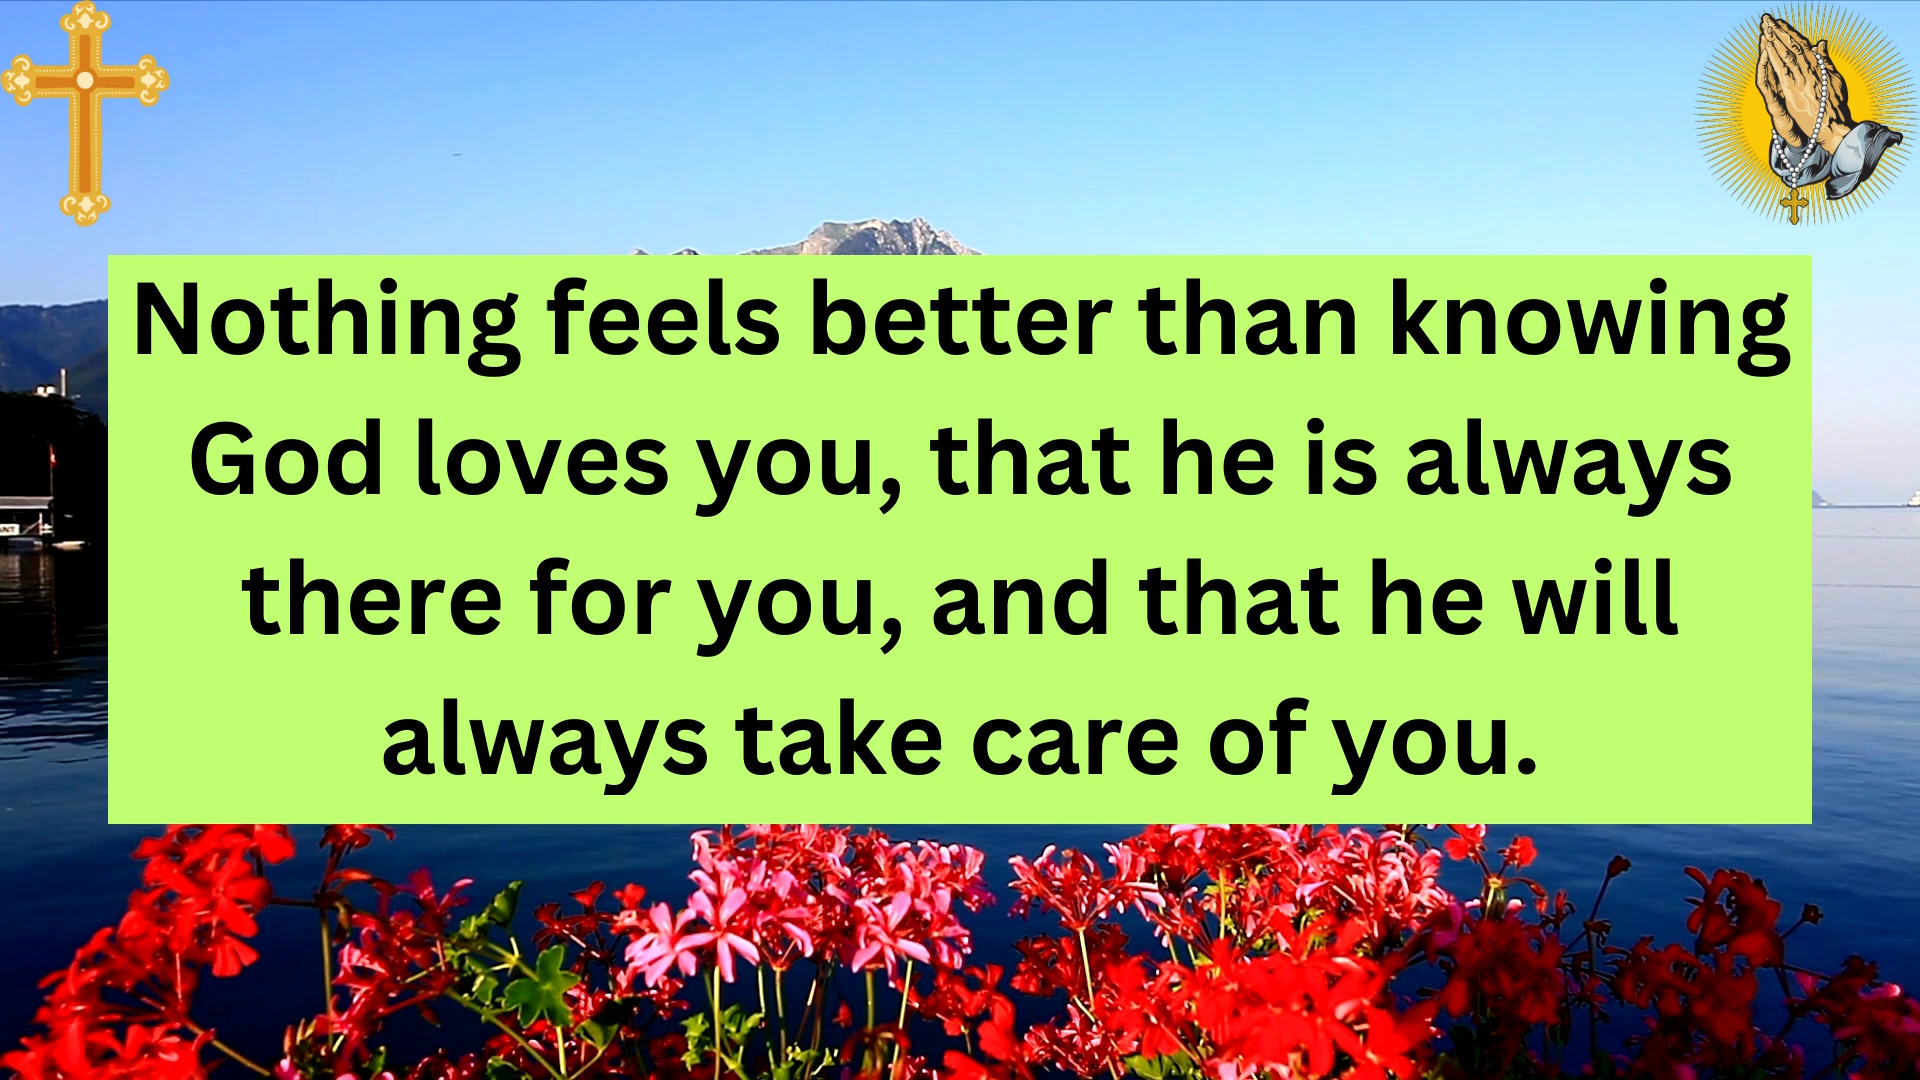 Nothing feels better than knowing
God loves you, that he is always
there for you, and that he will
always take care of you.